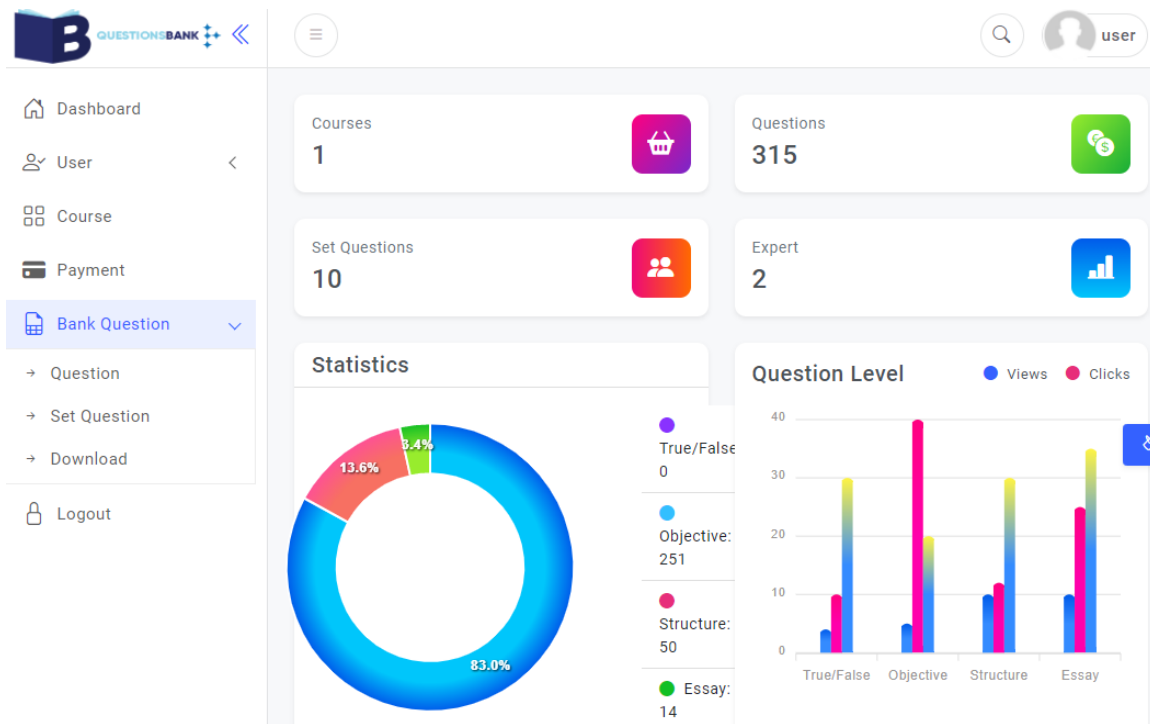 B QUESTIONSBANK
user
Dashboard
User
Course
Payment
Bank Question
Question
Set Question
Download
Logout
Courses
1
Questions
315
Set Questions
10
Expert
2
Statistics
3.4%
13.6%
83.0%
True/False
0
Objective:
251
Structure:
50
Essay:
14
Question Level
Views Clicks
40
30
20
10
0
True/False Objective Structure Essay